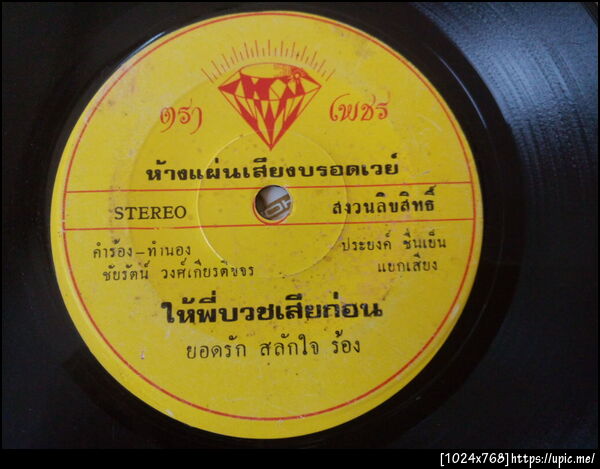 ตรา เพชร
ห้างแผ่นเสียงบรอดเวย์
STEREO สงวนลิขสิทธิ์
คำร้อง-ทำนอง ประยงค์ ชื่นเย็น
ชัยรัตน์ วงศ์เกียรติขจร แยกเสียง
ให้พี่บวชเสียก่อน
ยอดรัก สลักใจ ร้อง
[1024x768]https://upic.me/